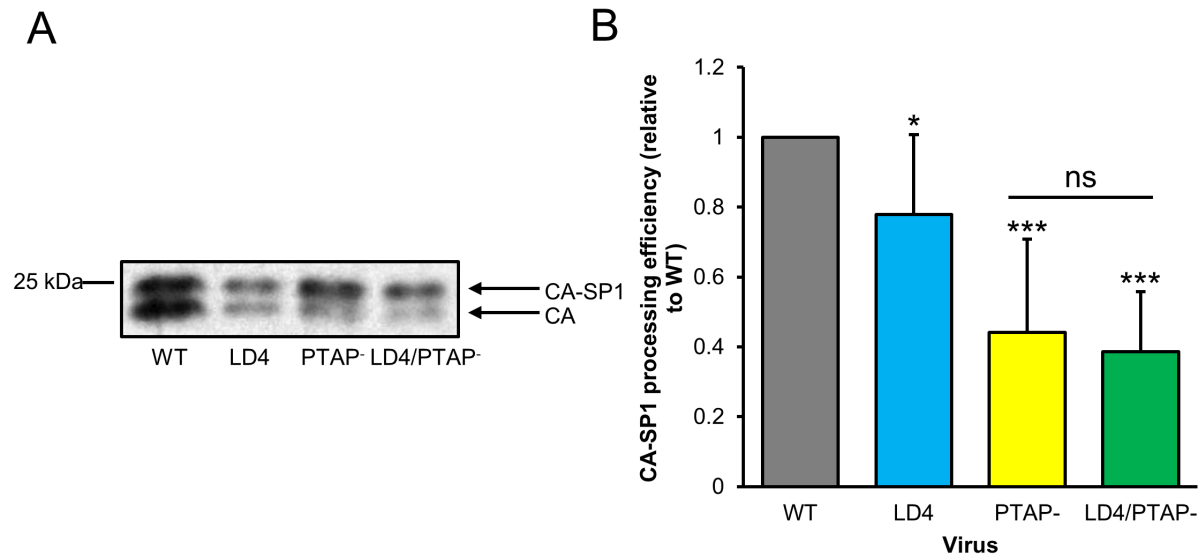 A
25 kDa
CA-SP1
CA
WT LD4 PTAP- LD4/PTAP-
B
CA-SP1 processing efficiency (relative
to WT)
1.2
1
0.8
0.6
0.4
0.2
0
*
***
***
ns
WT LD4 PTAP- LD4/PTAP-
Virus